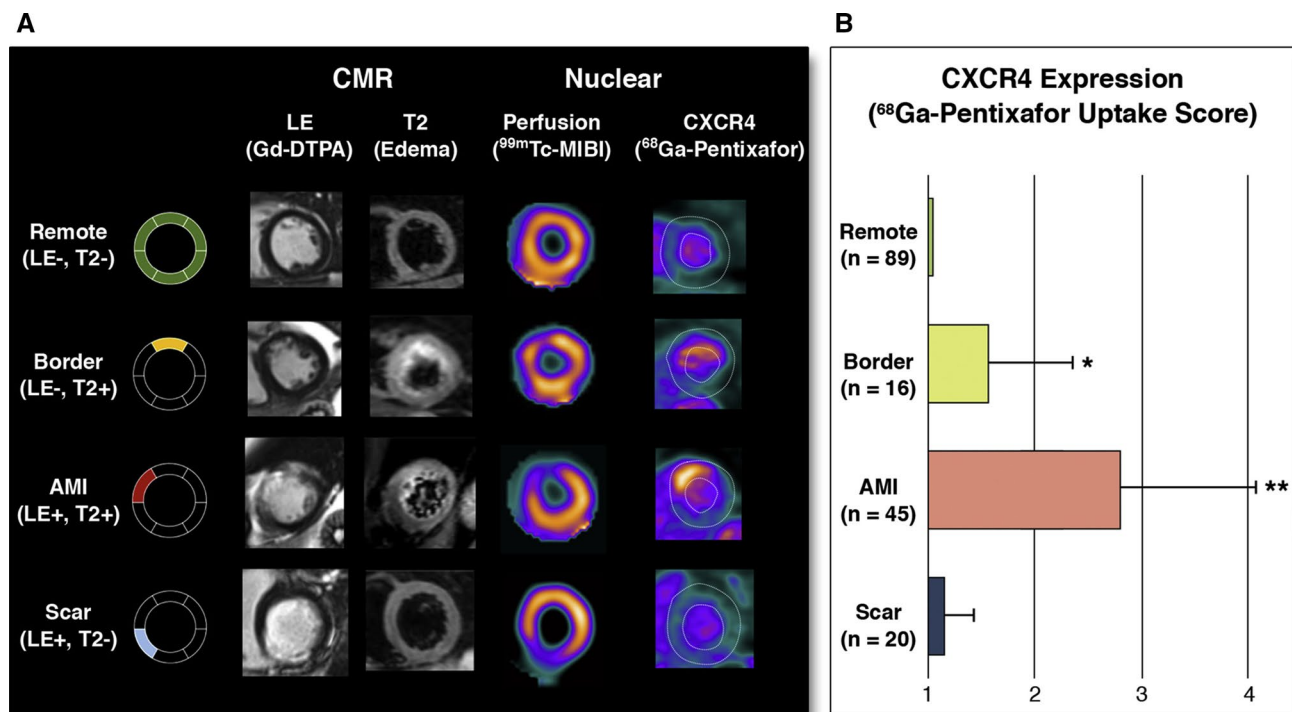 A
CMR
Nuclear
LE
(Gd-DTPA)
T2
(Edema)
Perfusion
(⁹⁹ᵐTc-MIBI)
CXCR4
(⁶⁸Ga-Pentixafor)
Remote
(LE-, T2-)
Border
(LE-, T2+)
AMI
(LE+, T2+)
Scar
(LE+, T2-)
B
CXCR4 Expression
(⁶⁸Ga-Pentixafor Uptake Score)
Remote
(n = 89)
Border
(n = 16)
*
AMI
(n = 45)
**
Scar
(n = 20)
1 2 3 4